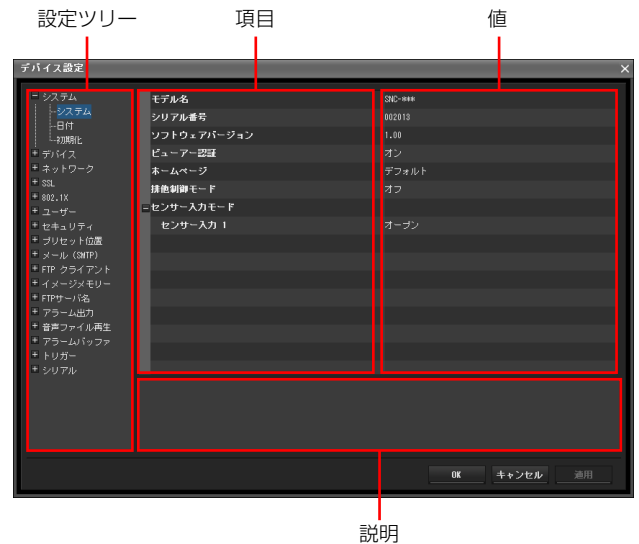 設定ツリー
項目
値
デバイス設定
システム
システム
日付
初期化
デバイス
ネットワーク
SSL
802.1X
ユーザー
セキュリティ
プリセット位置
メール (SMTP)
FTP クライアント
イメージメモリー
FTPサーバ名
アラーム出力
音声ファイル再生
アラームバッファ
トリガー
シリアル
モデル名 SNC-***
シリアル番号 002013
ソフトウェアバージョン 1.00
ビューアー認証 オン
ホームページ デフォルト
排他制御モード オフ
センサー入力モード
センサー入力 1 オープン
OK キャンセル 適用
説明